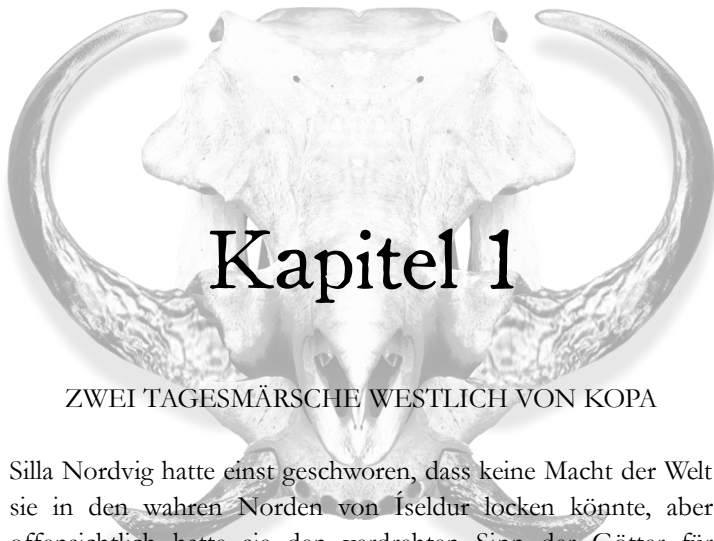 Kapitel 1
ZWEI TAGESMÄRSCHE WESTLICH VON KOPA
Silla Nordvig hatte einst geschworen, dass keine Macht der Welt
sie in den wahren Norden von Íseldur locken könnte, aber
offensichtlich hatte sie den verdrehten Sinn der Götter für